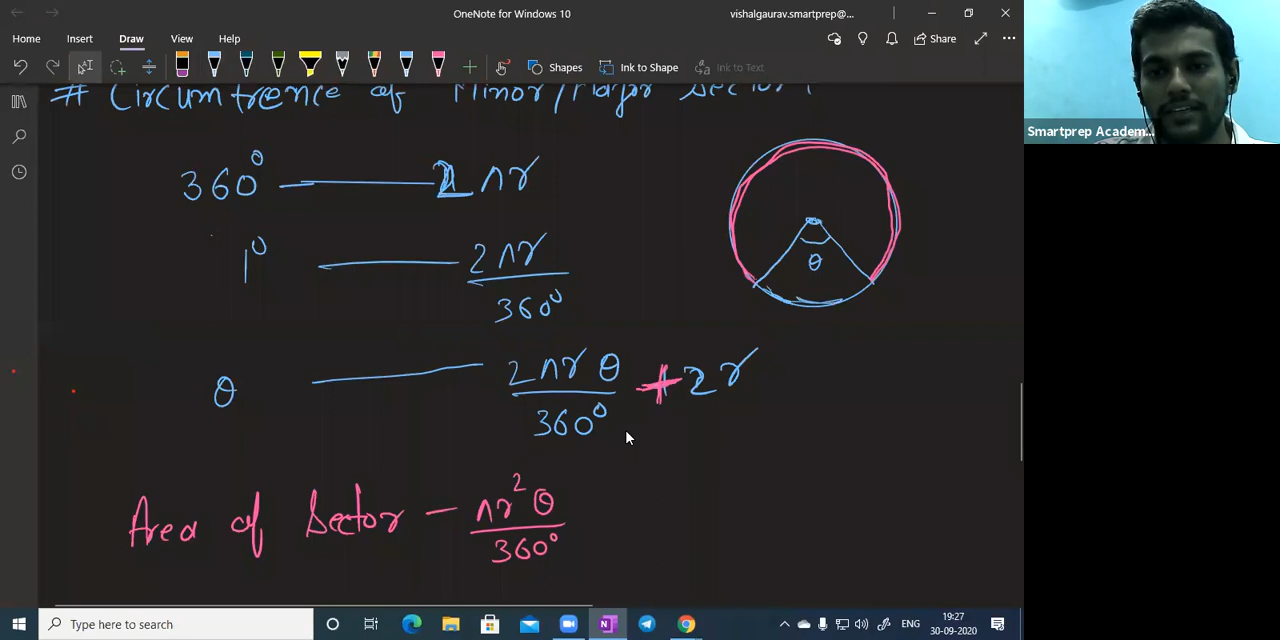 OneNote for Windows 10
vishalgaurav.smartprep@...
Home Insert Draw View Help
Share
Shapes
Ink to Shape
Ink to Text
# Circumfrence of Minor/Major Sector:
360° — 2πr
1° — 2πr/360°
θ — 2πrθ/360° + 2r
θ
Area of Sector — πr²θ/360°
Smartprep Academ...
Type here to search
ENG
19:27
30-09-2020